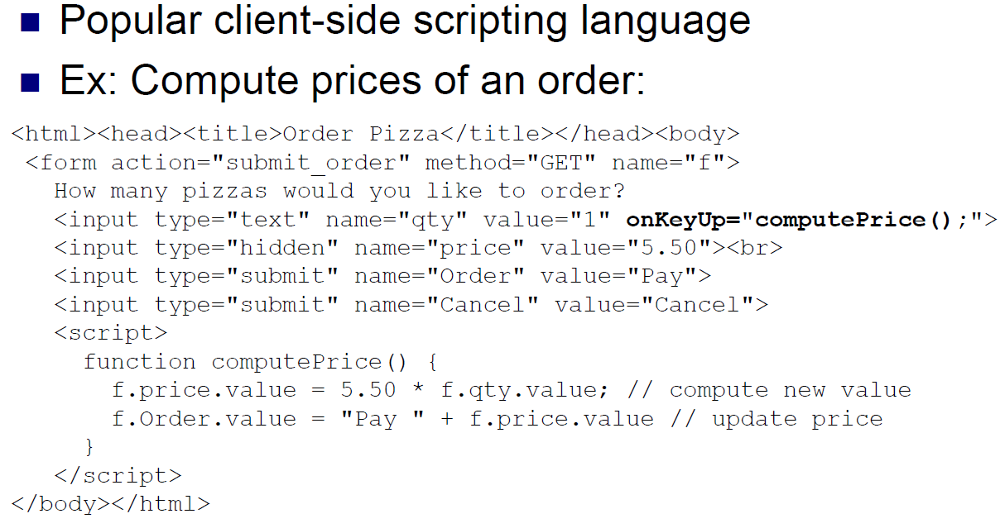 Popular client-side scripting language
Ex: Compute prices of an order:
<html><head><title>Order Pizza</title></head><body>
<form action="submit_order" method="GET" name="f">
How many pizzas would you like to order?
<input type="text" name="qty" value="1" onKeyUp="computePrice();">
<input type="hidden" name="price" value="5.50"><br>
<input type="submit" name="Order" value="Pay">
<input type="submit" name="Cancel" value="Cancel">
<script>
function computePrice() {
f.price.value = 5.50 * f.qty.value; // compute new value
f.Order.value = "Pay " + f.price.value // update price
}
</script>
</body></html>